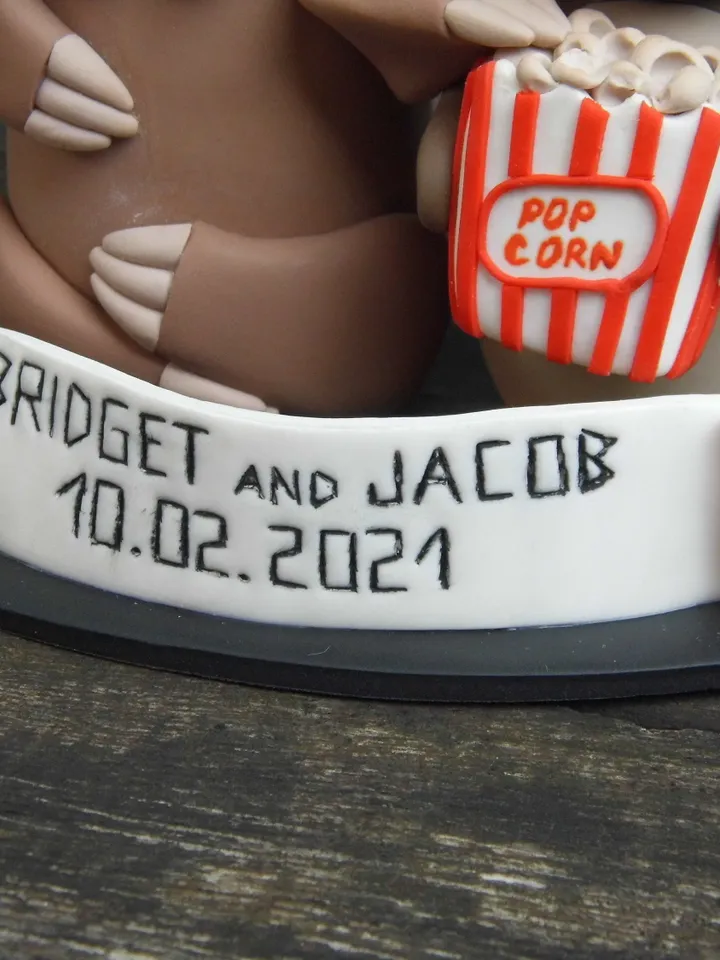 POP
CORN
BRIDGET AND JACOB
10.02.2021